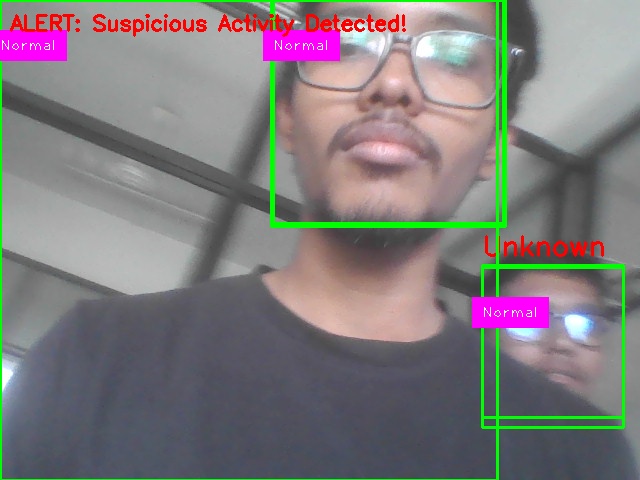 ALERT: Suspicious Activity Detected!
Normal
Normal
Unknown
Normal